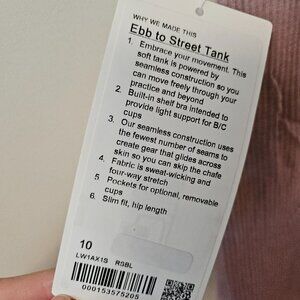 WHY WE MADE THIS
Ebb to Street Tank
1. Embrace your movement. This
soft tank is powered by
seamless construction so you
can move freely through your
practice and beyond
2. Built-in shelf bra intended to
provide light support for B/C
cups
3. Our seamless construction uses
the fewest number of seams to
create gear that glides across
skin so you can skip the chafe
4. Fabric is sweat-wicking and
four-way stretch
5. Pockets for optional, removable
cups
6. Slim fit, hip length
10
LW1AX1S RSBL
000153575205